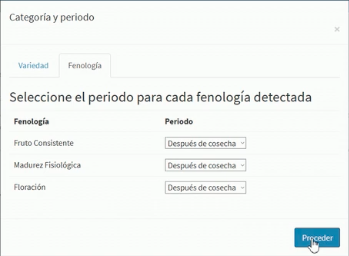 Categoría y periodo
×
Variedad Fenología
Seleccione el periodo para cada fenología detectada
Fenología Periodo
Fruto Consistente Después de cosecha
Madurez Fisiológica Después de cosecha
Floración Después de cosecha
Proceder